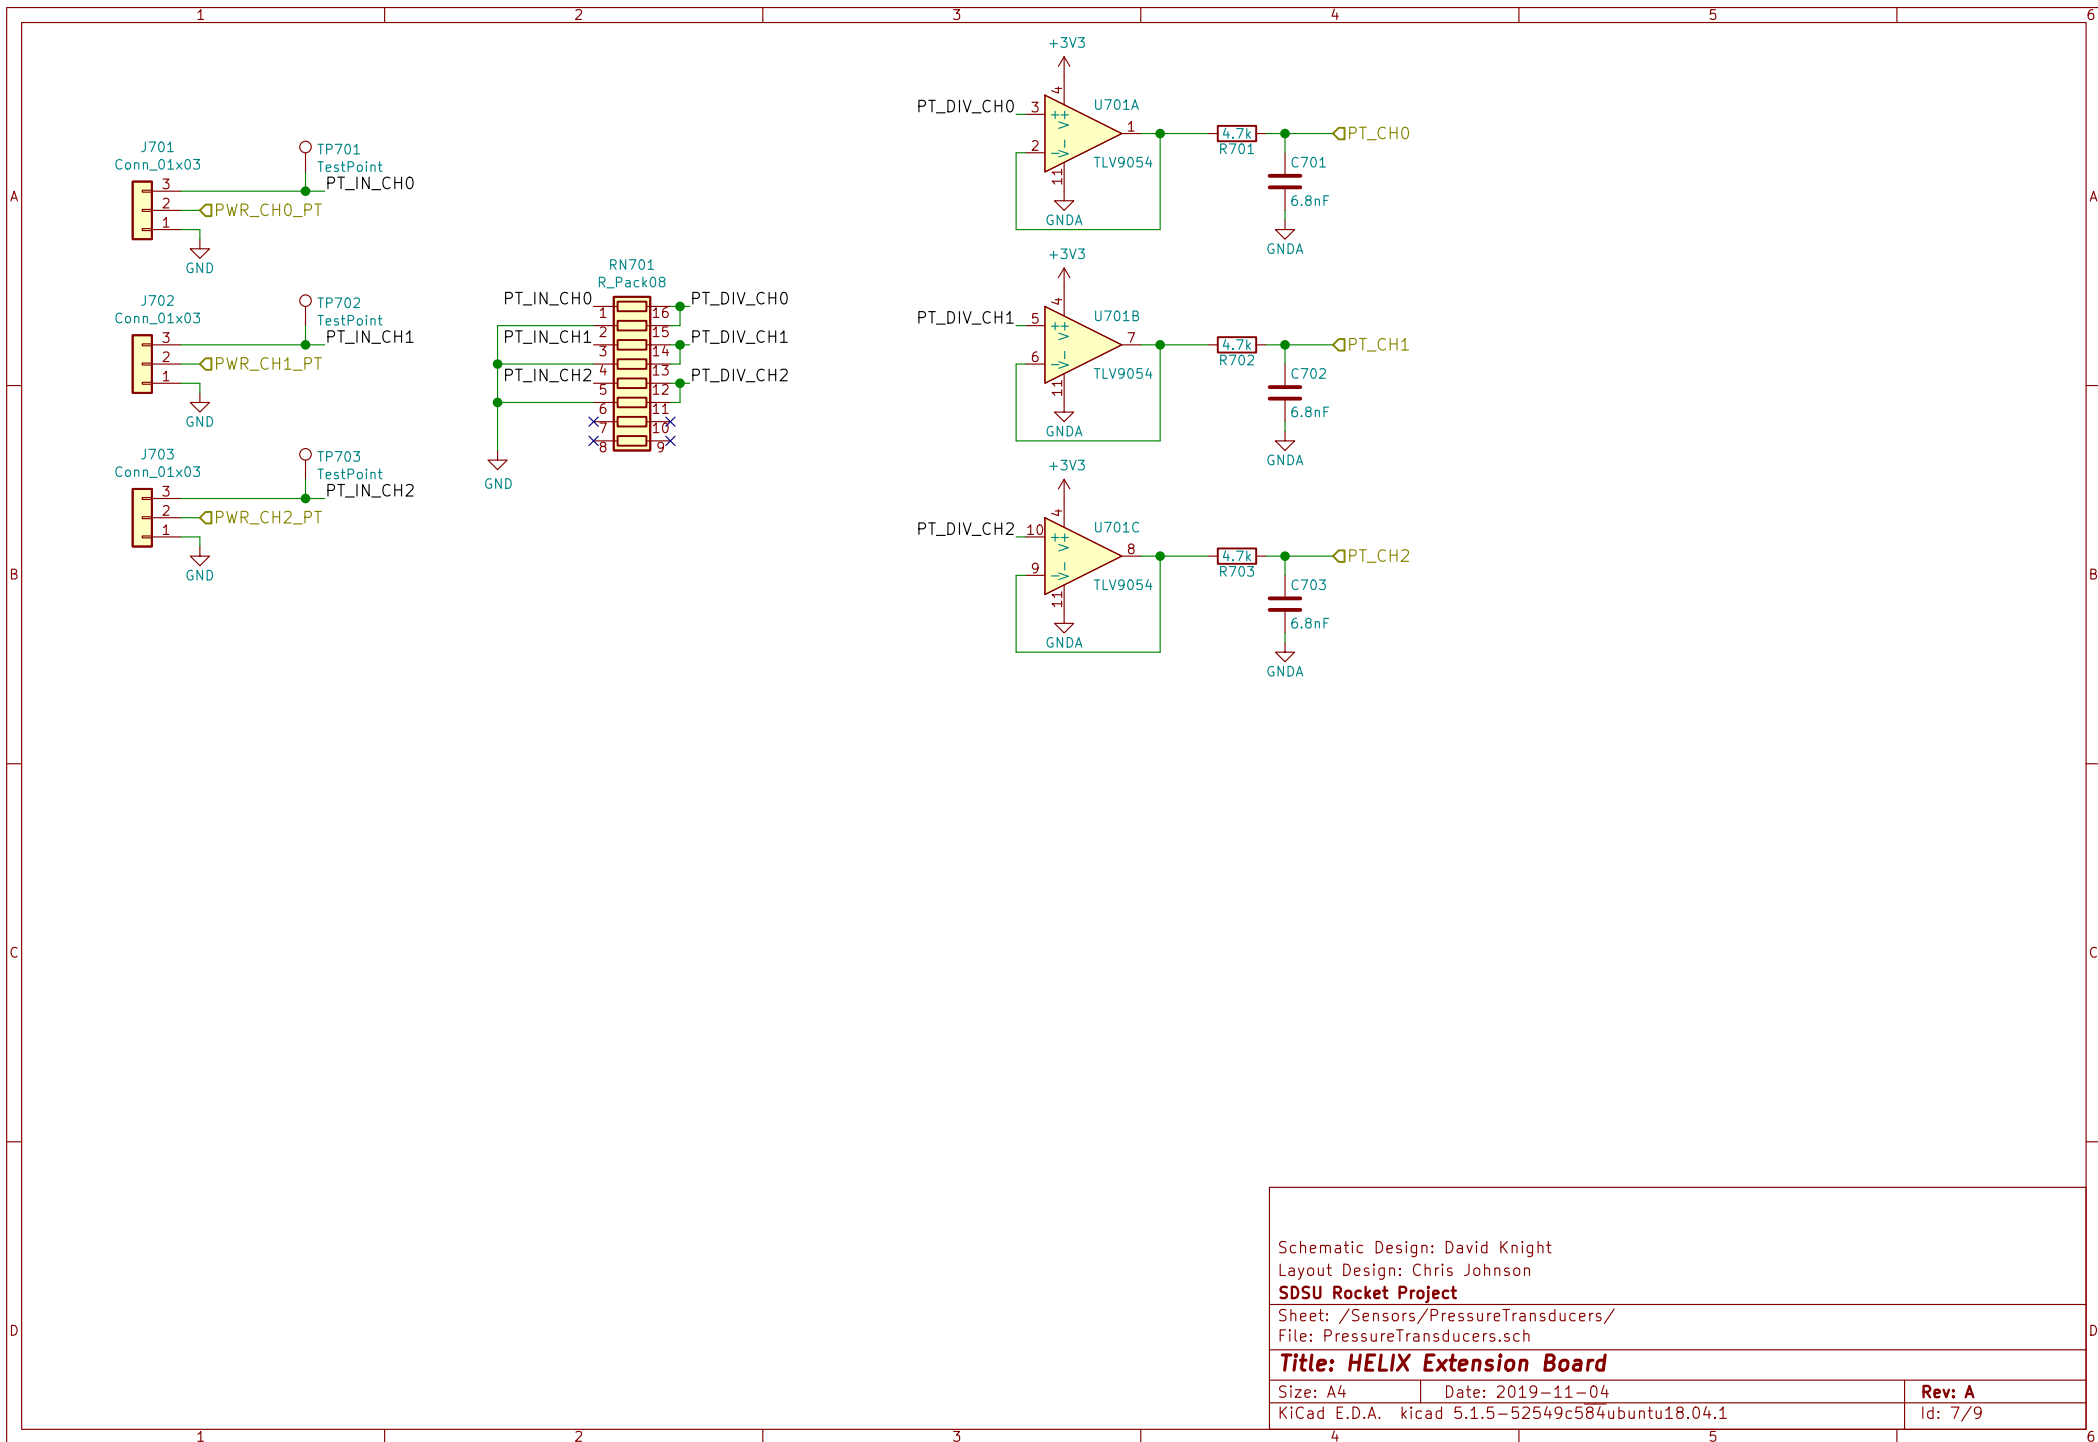 1 2 3 4 5 6
A
B
C
D
J701
Conn_01x03
3
2
1
TP701
TestPoint
PT_IN_CH0
PWR_CH0_PT
GND
J702
Conn_01x03
3
2
1
TP702
TestPoint
PT_IN_CH1
PWR_CH1_PT
GND
J703
Conn_01x03
3
2
1
TP703
TestPoint
PT_IN_CH2
PWR_CH2_PT
GND
RN701
R_Pack08
PT_IN_CH0
PT_DIV_CH0
1 16
2 15
PT_IN_CH1
PT_DIV_CH1
3 14
4 13
PT_IN_CH2
PT_DIV_CH2
5 12
6 11
7 10
8 9
GND
+3V3
PT_DIV_CH0
3
2
4
11
++
V
V-
-
1
U701A
TLV9054
GNDA
4.7k
R701
PT_CH0
C701
6.8nF
GNDA
+3V3
PT_DIV_CH1
5
6
4
11
++
V
V-
-
7
U701B
TLV9054
GNDA
4.7k
R702
PT_CH1
C702
6.8nF
GNDA
+3V3
PT_DIV_CH2
10
9
4
11
++
V
V-
-
8
U701C
TLV9054
GNDA
4.7k
R703
PT_CH2
C703
6.8nF
GNDA
A
B
C
D
Schematic Design: David Knight
Layout Design: Chris Johnson
SDSU Rocket Project
Sheet: /Sensors/PressureTransducers/
File: PressureTransducers.sch
Title: HELIX Extension Board
Size: A4 Date: 2019-11-04 Rev: A
KiCad E.D.A. kicad 5.1.5-52549c584ubuntu18.04.1 Id: 7/9
1 2 3 4 5 6